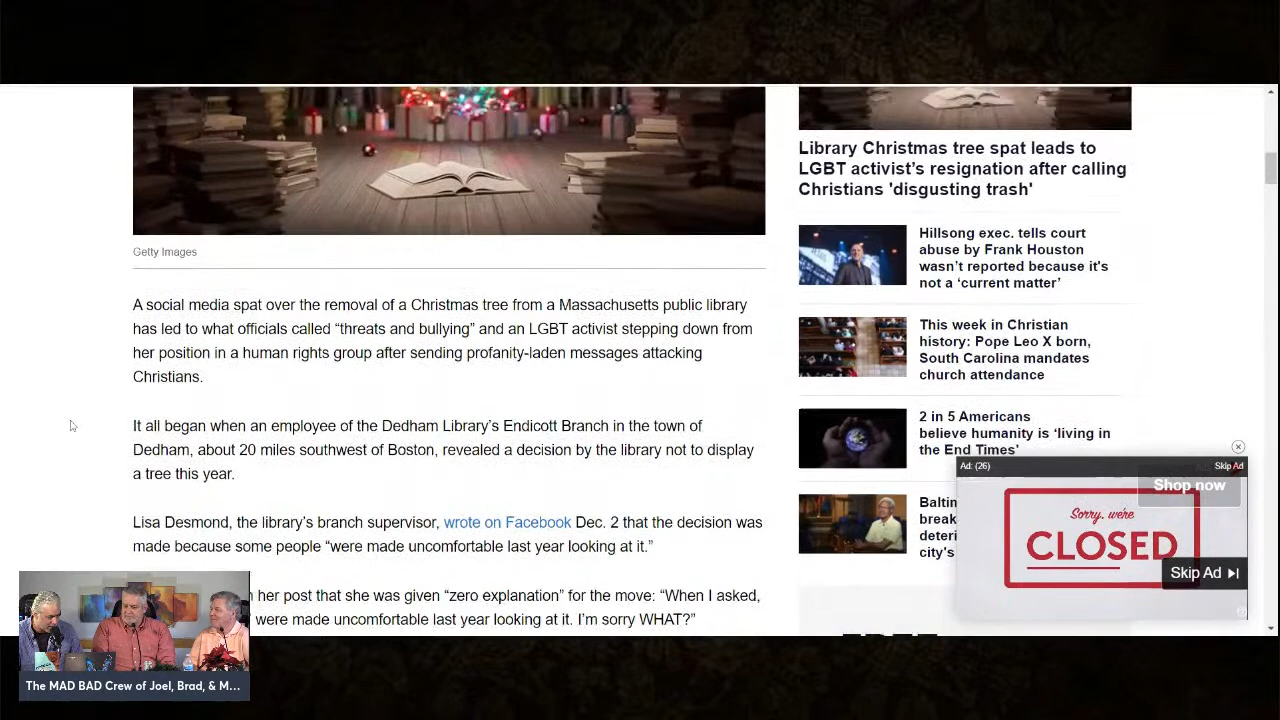 Getty Images
A social media spat over the removal of a Christmas tree from a Massachusetts public library
has led to what officials called “threats and bullying” and an LGBT activist stepping down from
her position in a human rights group after sending profanity-laden messages attacking
Christians.
It all began when an employee of the Dedham Library’s Endicott Branch in the town of
Dedham, about 20 miles southwest of Boston, revealed a decision by the library not to display
a tree this year.
Lisa Desmond, the library’s branch supervisor, wrote on Facebook Dec. 2 that the decision was
made because some people “were made uncomfortable last year looking at it.”
her post that she was given “zero explanation” for the move: “When I asked,
were made uncomfortable last year looking at it. I’m sorry WHAT?”
Library Christmas tree spat leads to
LGBT activist’s resignation after calling
Christians 'disgusting trash'
Hillsong exec. tells court
abuse by Frank Houston
wasn’t reported because it's
not a ‘current matter’
This week in Christian
history: Pope Leo X born,
South Carolina mandates
church attendance
2 in 5 Americans
believe humanity is ‘living in
the End Times’
Ad: (26)
Skip Ad
Shop now
Sorry, we're
CLOSED
Skip Ad
The MAD BAD Crew of Joel, Brad, & M...